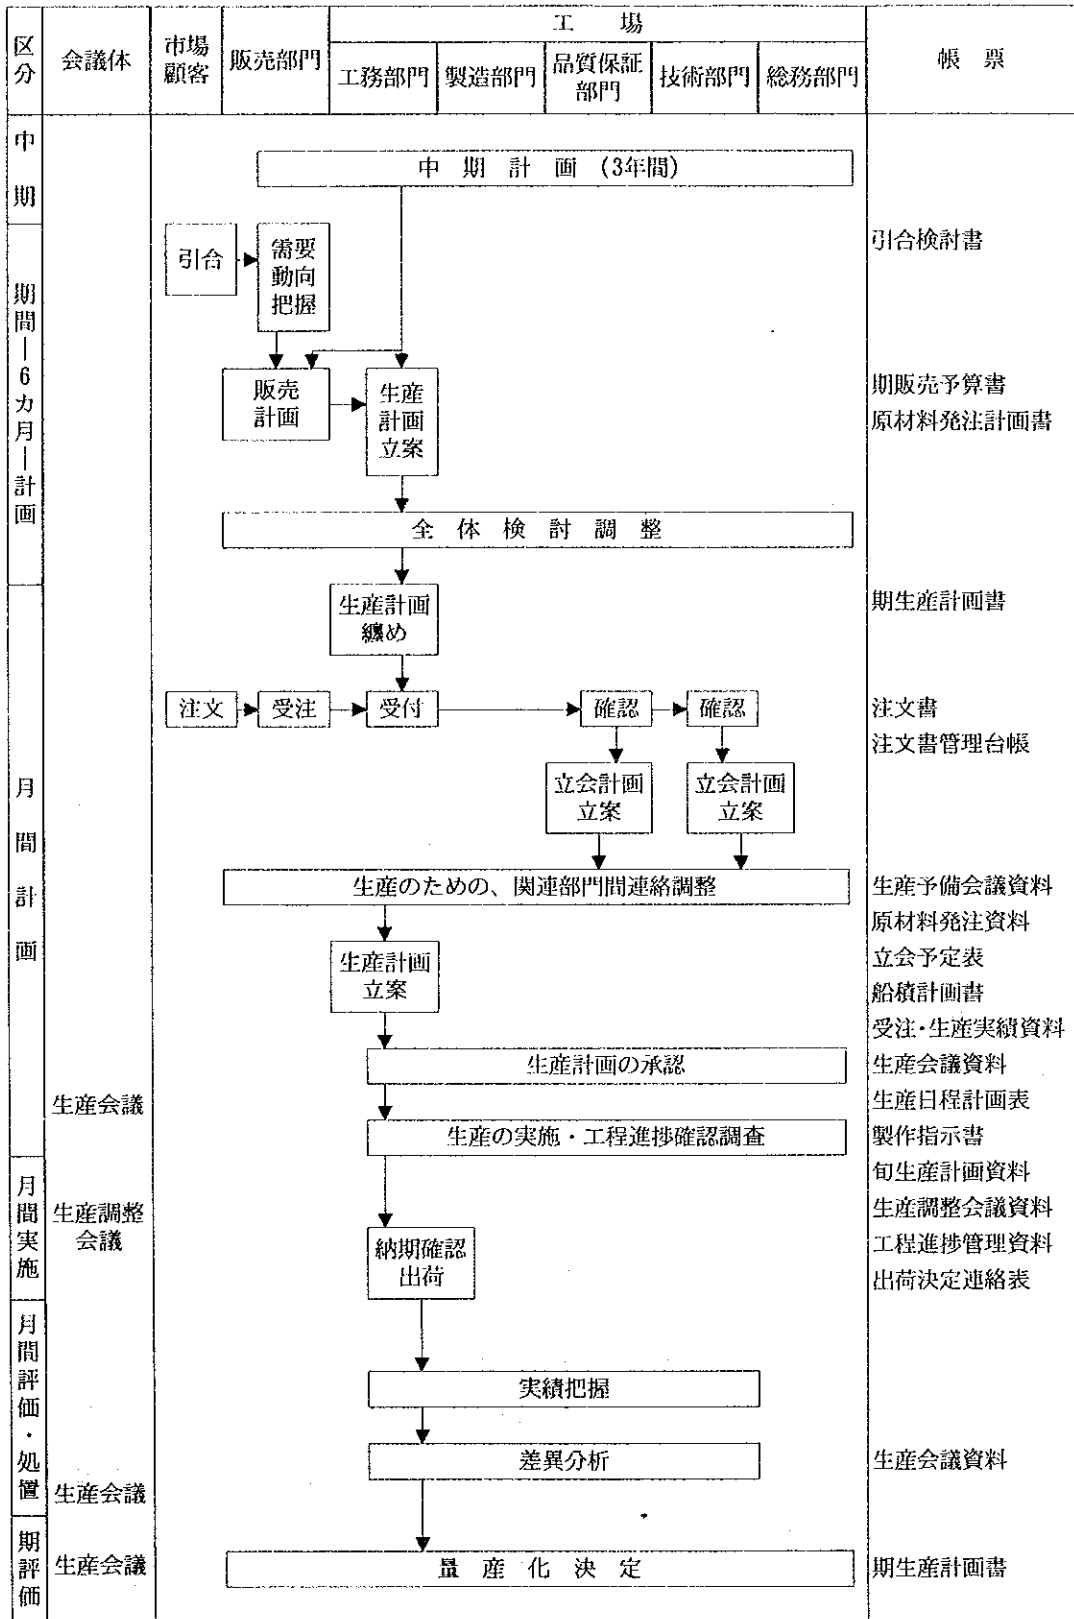 区分
会議体
市場
顧客
販売部門
工場
工務部門
製造部門
品質保証
部門
技術部門
総務部門
帳票
中期
中期計画(3年間)
期間―6カ月―計画
引合
需要
動向
把握
引合検討書
販売
計画
生産
計画
立案
期販売予算書
原材料発注計画書
全体検討調整
月間計画
生産計画
纏め
期生産計画書
注文
受注
受付
確認
確認
注文書
注文書管理台帳
立会計画
立案
立会計画
立案
生産のための、関連部門間連絡調整
生産予備会議資料
原材料発注資料
生産計画
立案
立会予定表
船積計画書
受注・生産実績資料
生産計画の承認
生産会議資料
生産会議
生産日程計画表
生産の実施・工程進捗確認調査
製作指示書
月間実施
旬生産計画資料
生産調整
会議
生産調整会議資料
納期確認
出荷
工程進捗管理資料
出荷決定連絡表
月間評価・処置
実績把握
差異分析
生産会議資料
生産会議
期評価
生産会議
量産化決定
期生産計画書